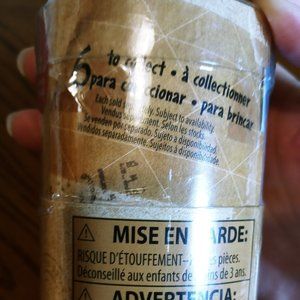 6 to collect • à collectionner
para coleccionar • para brincar
Each sold separately. Subject to availability.
Vendus séparément. Selon les stocks.
Se venden por separado. Sujeto a disponibilidad.
Vendidos separadamente. Sujeitos à disponibilidade.
MISE EN GARDE:
RISQUE D'ÉTOUFFEMENT– pièces.
Déconseillé aux enfants de moins de 3 ans.
ADVERTENCIA: